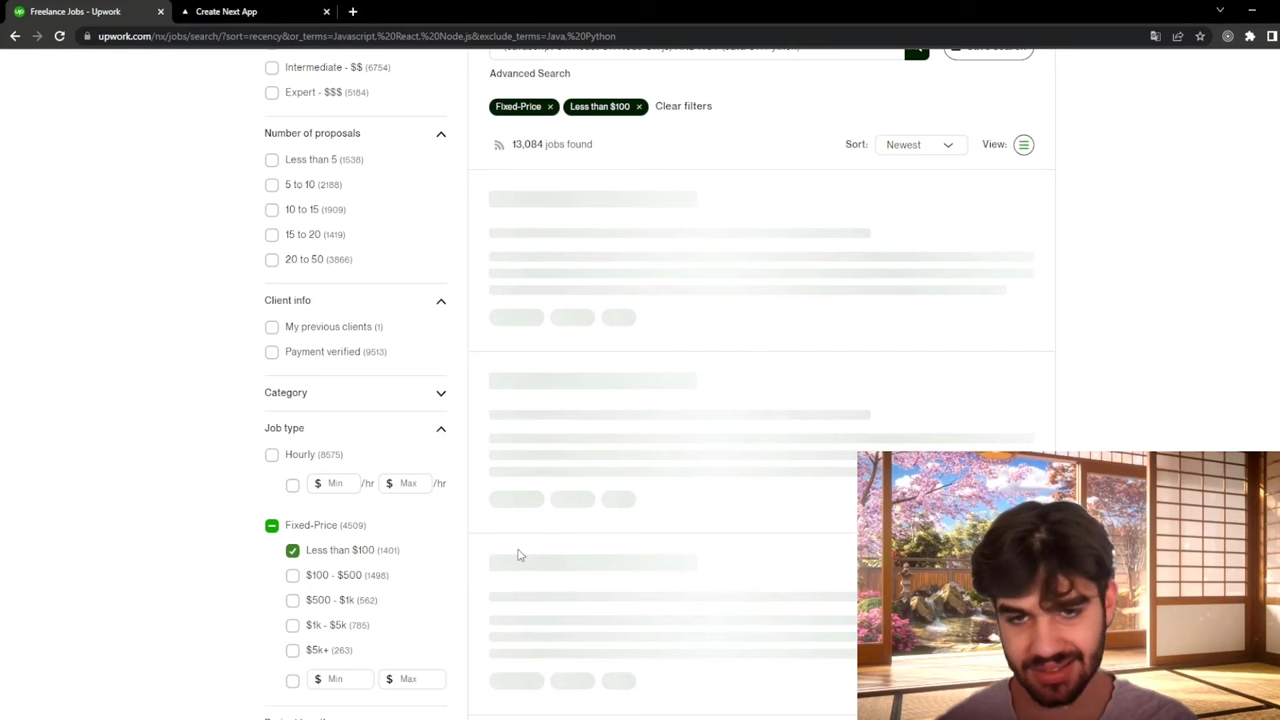 up Freelance Jobs - Upwork
Create Next App
upwork.com/nx/jobs/search/?sort=recency&or_terms=Javascript,%20React,%20Node.js&exclude_terms=Java,%20Python
Intermediate - $$ (6754)
Expert - $$$ (5184)
Number of proposals
Less than 5 (1538)
5 to 10 (2188)
10 to 15 (1909)
15 to 20 (1419)
20 to 50 (3866)
Client info
My previous clients (1)
Payment verified (9513)
Category
Job type
Hourly (8575)
$ Min /hr $ Max /hr
Fixed-Price (4509)
Less than $100 (1401)
$100 - $500 (1498)
$500 - $1k (562)
$1k - $5k (785)
$5k+ (263)
$ Min $ Max
Advanced Search
Fixed-Price × Less than $100 × Clear filters
13,084 jobs found
Sort: Newest View: